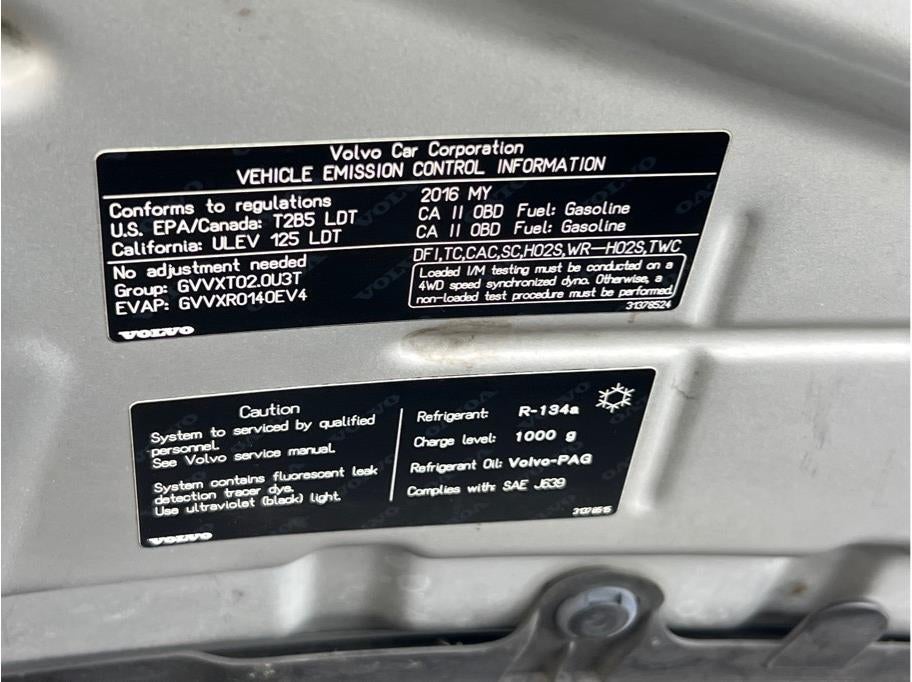 Volvo Car Corporation
VEHICLE EMISSION CONTROL INFORMATION
Conforms to regulations
2016 MY
U.S. EPA/Canada: T2B5 LDT
CA II OBD Fuel: Gasoline
California: ULEV 125 LDT
CA II OBD Fuel: Gasoline
No adjustment needed
Group: GVVXT02.0U3T
EVAP: GVVXR0140EV4
DFI,TC,CAC,SC,HO2S,WR-HO2S,TWC
Loaded I/M testing must be conducted on a
4WD speed synchronized dyno. Otherwise, a
non-loaded test procedure must be performed.
31378524
VOLVO
Caution
System to serviced by qualified
personnel.
See Volvo service manual.
System contains fluorescent leak
detection tracer dye.
Use ultraviolet (black) light.
Refrigerant: R-134a
Charge level: 1000 g
Refrigerant Oil: Volvo-PAG
Complies with: SAE J639
31378515
VOLVO